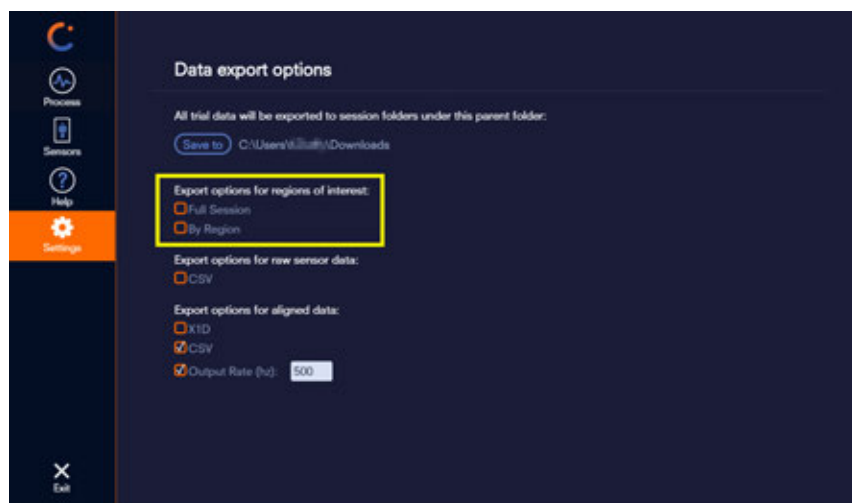 Process
Sensors
Help
Settings
Exit
Data export options
All trial data will be exported to session folders under this parent folder:
Save to C:\Users\ \Downloads
Export options for regions of interest:
Full Session
By Region
Export options for raw sensor data:
CSV
Export options for aligned data:
X1D
CSV
Output Rate (hz): 500